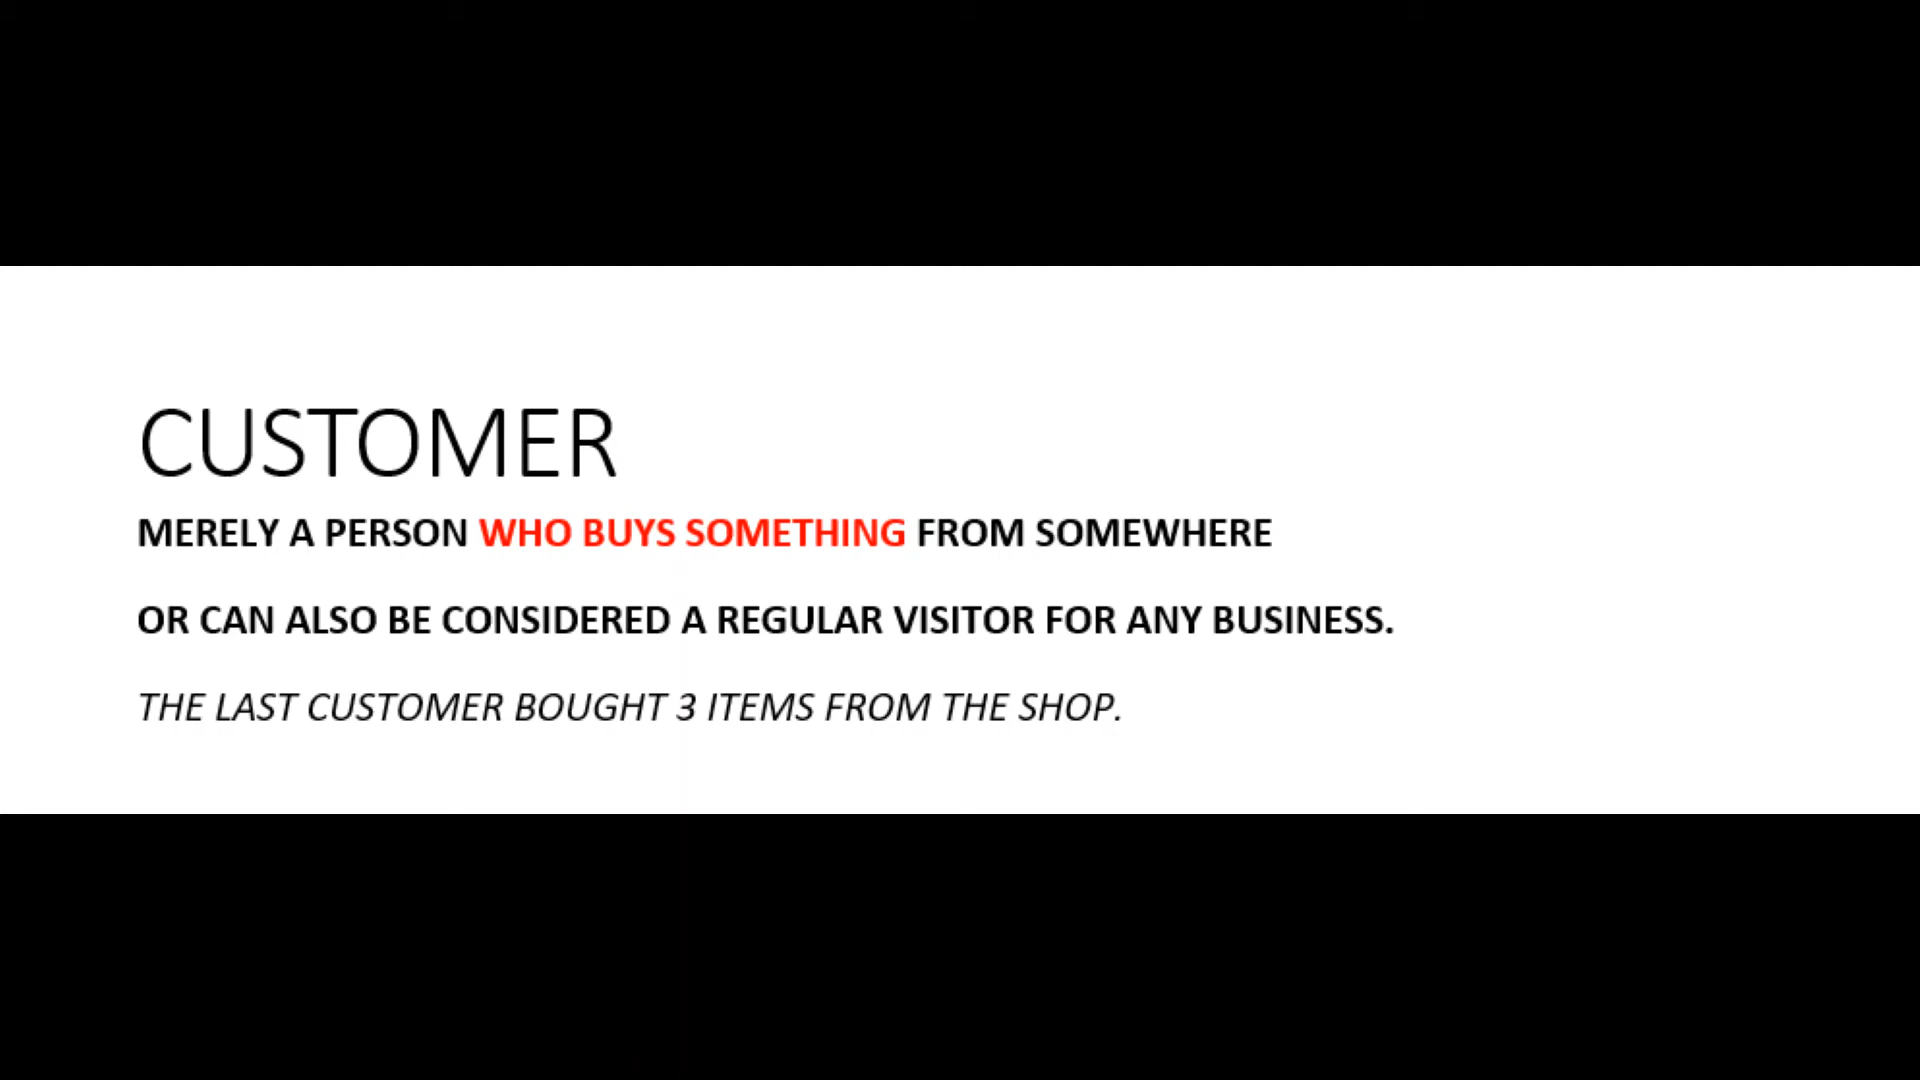 CUSTOMER
MERELY A PERSON WHO BUYS SOMETHING FROM SOMEWHERE
OR CAN ALSO BE CONSIDERED A REGULAR VISITOR FOR ANY BUSINESS.
THE LAST CUSTOMER BOUGHT 3 ITEMS FROM THE SHOP.